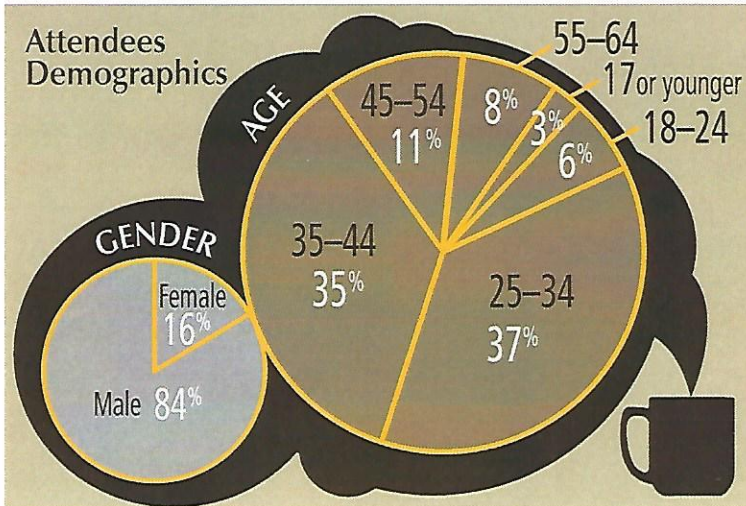 Attendees
Demographics
AGE
55–64
8%
17 or younger
3%
18–24
6%
45–54
11%
35–44
35%
25–34
37%
GENDER
Female
16%
Male 84%